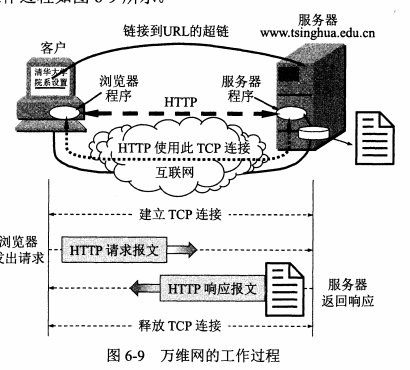 作过程如图6-9所示。
链接到URL的超链
服务器
www.tsinghua.edu.cn
客户
清华大学
院系设置
浏览器
程序
服务器
程序
HTTP
HTTP 使用此 TCP 连接
互联网
建立 TCP 连接
浏览器
发出请求
HTTP 请求报文
HTTP 响应报文
服务器
返回响应
释放 TCP 连接
图 6-9 万维网的工作过程